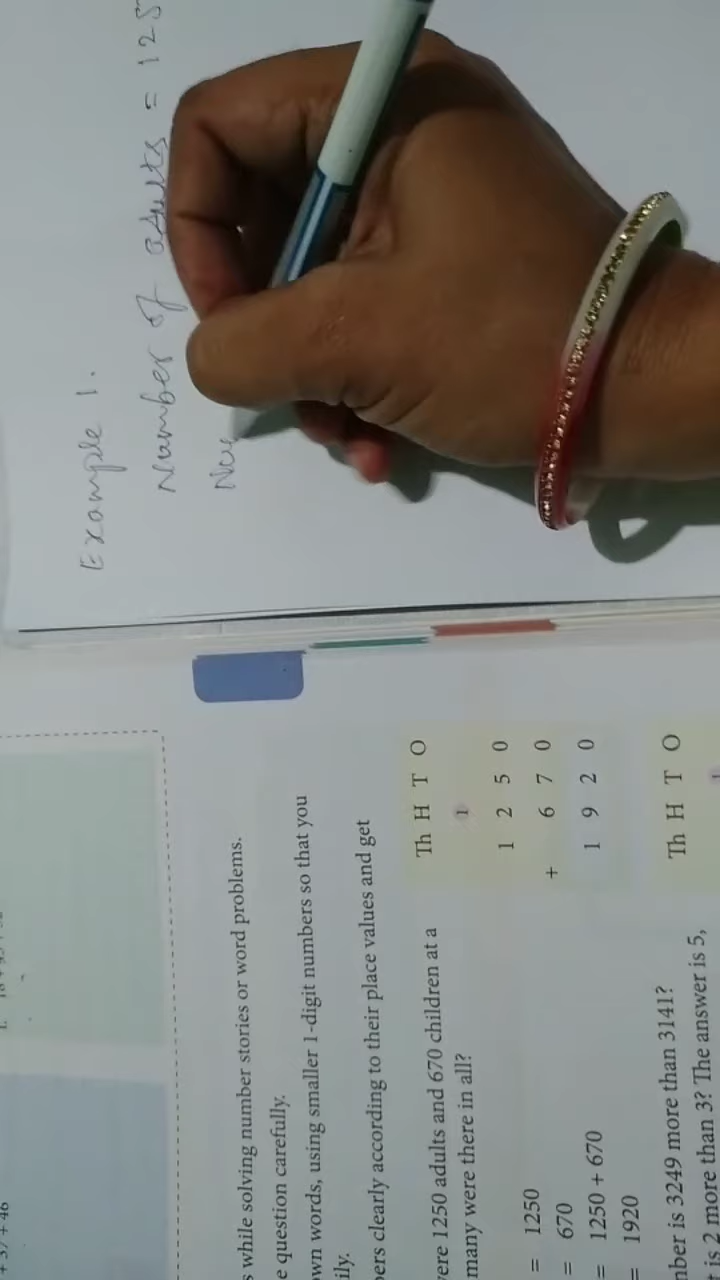 Example 1.
Number of adults = 125
+ 37 + 46
s while solving number stories or word problems.
e question carefully.
wn words, using smaller 1-digit numbers so that you
ily.
ers clearly according to their place values and get
ere 1250 adults and 670 children at a
many were there in all?
= 1250
= 670
= 1250 + 670
= 1920
Th H T O
1
1 2 5 0
+ 6 7 0
1 9 2 0
nber is 3249 more than 3141?
is 2 more than 3? The answer is 5,
Th H T O
1